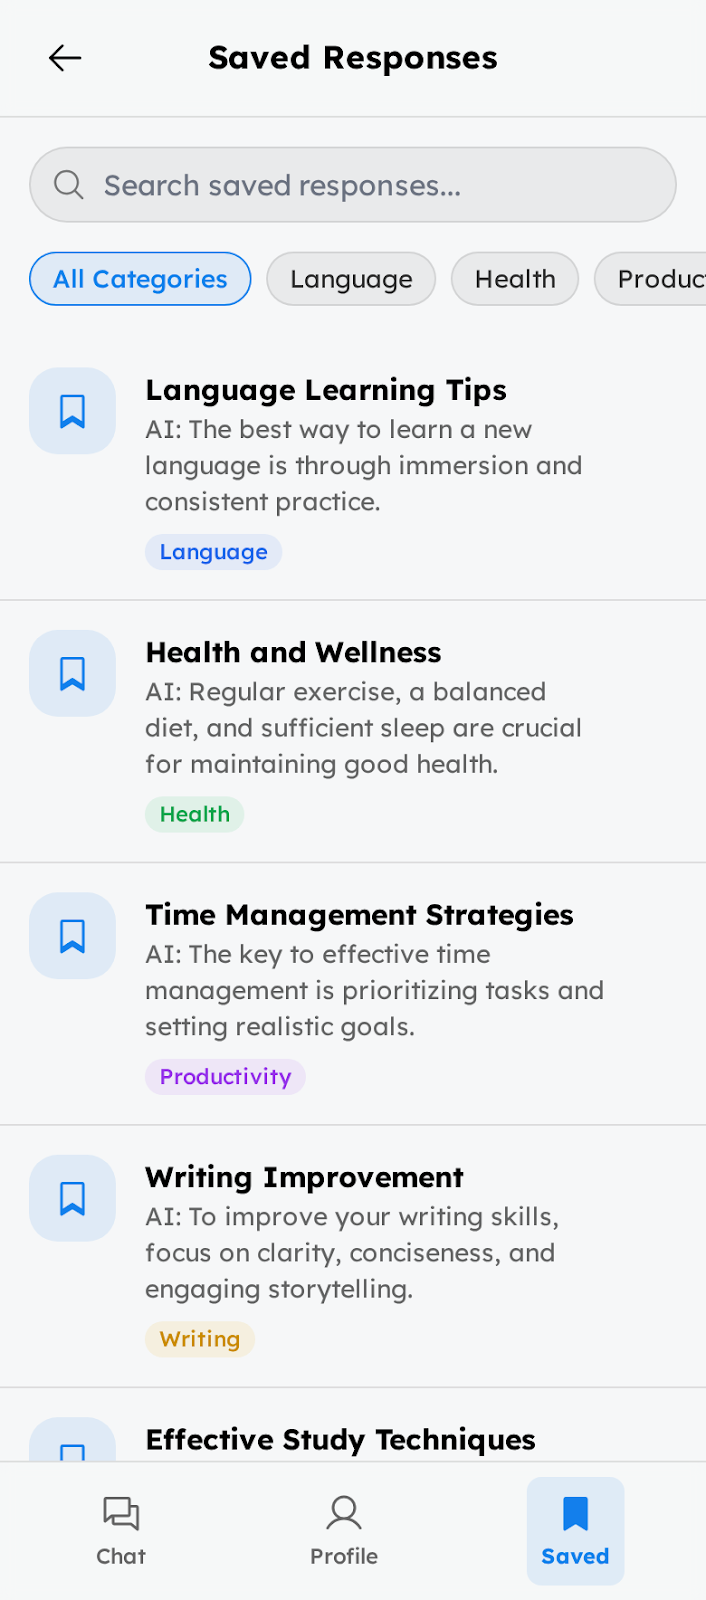 Saved Responses
Search saved responses...
All Categories
Language
Health
Produc
Language Learning Tips
AI: The best way to learn a new
language is through immersion and
consistent practice.
Language
Health and Wellness
AI: Regular exercise, a balanced
diet, and sufficient sleep are crucial
for maintaining good health.
Health
Time Management Strategies
AI: The key to effective time
management is prioritizing tasks and
setting realistic goals.
Productivity
Writing Improvement
AI: To improve your writing skills,
focus on clarity, conciseness, and
engaging storytelling.
Writing
Effective Study Techniques
Chat
Profile
Saved